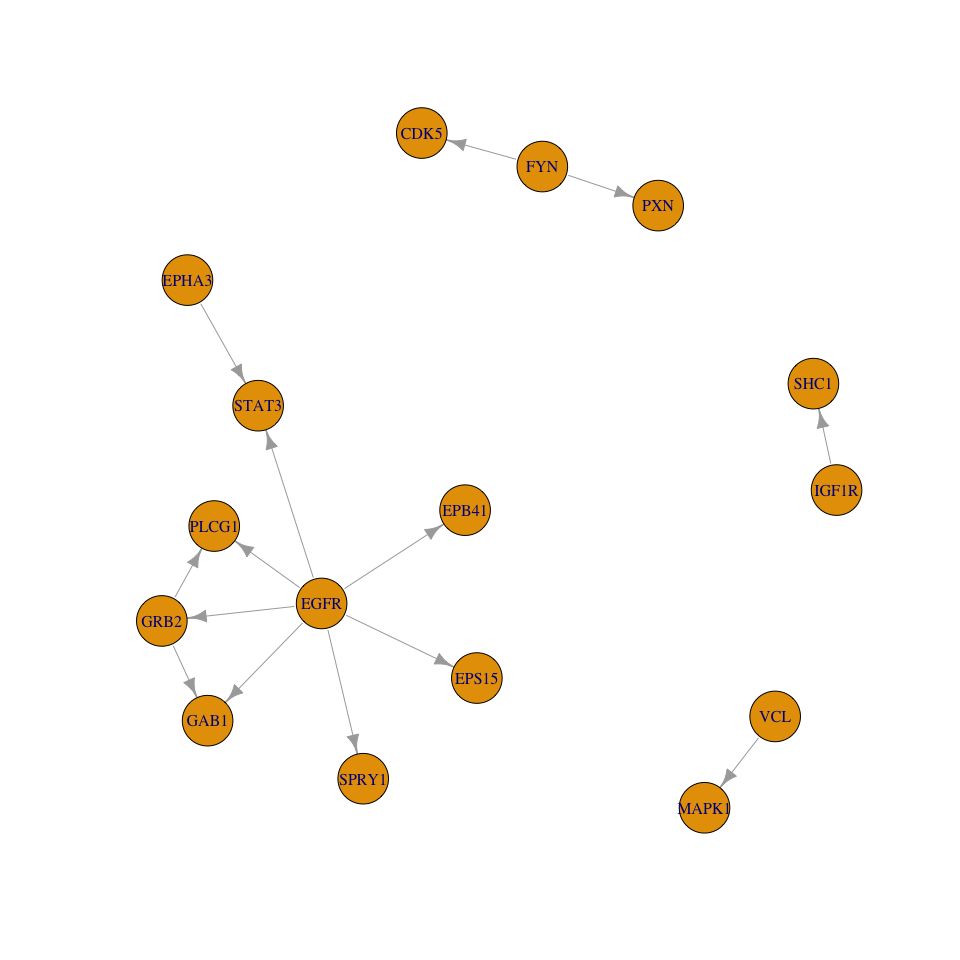 CDK5
FYN
PXN
EPHA3
SHC1
STAT3
IGF1R
EPB41
PLCG1
EGFR
GRB2
EPS15
VCL
GAB1
SPRY1
MAPK1